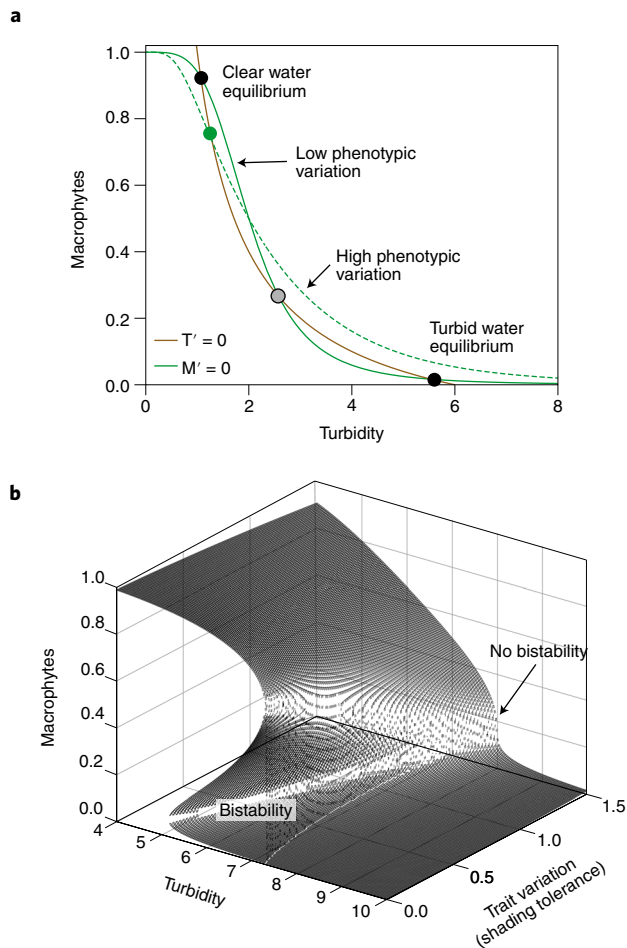 a
1.0
0.8
0.6
0.4
0.2
0.0
Macrophytes
Clear water
equilibrium
Low phenotypic
variation
High phenotypic
variation
Turbid water
equilibrium
T′ = 0
M′ = 0
0
2
4
6
8
Turbidity
b
1.0
0.8
0.6
0.4
0.2
0.0
Macrophytes
No bistability
Bistability
4
5
6
7
8
9
10
Turbidity
0.0
0.5
1.0
1.5
Trait variation
(shading tolerance)